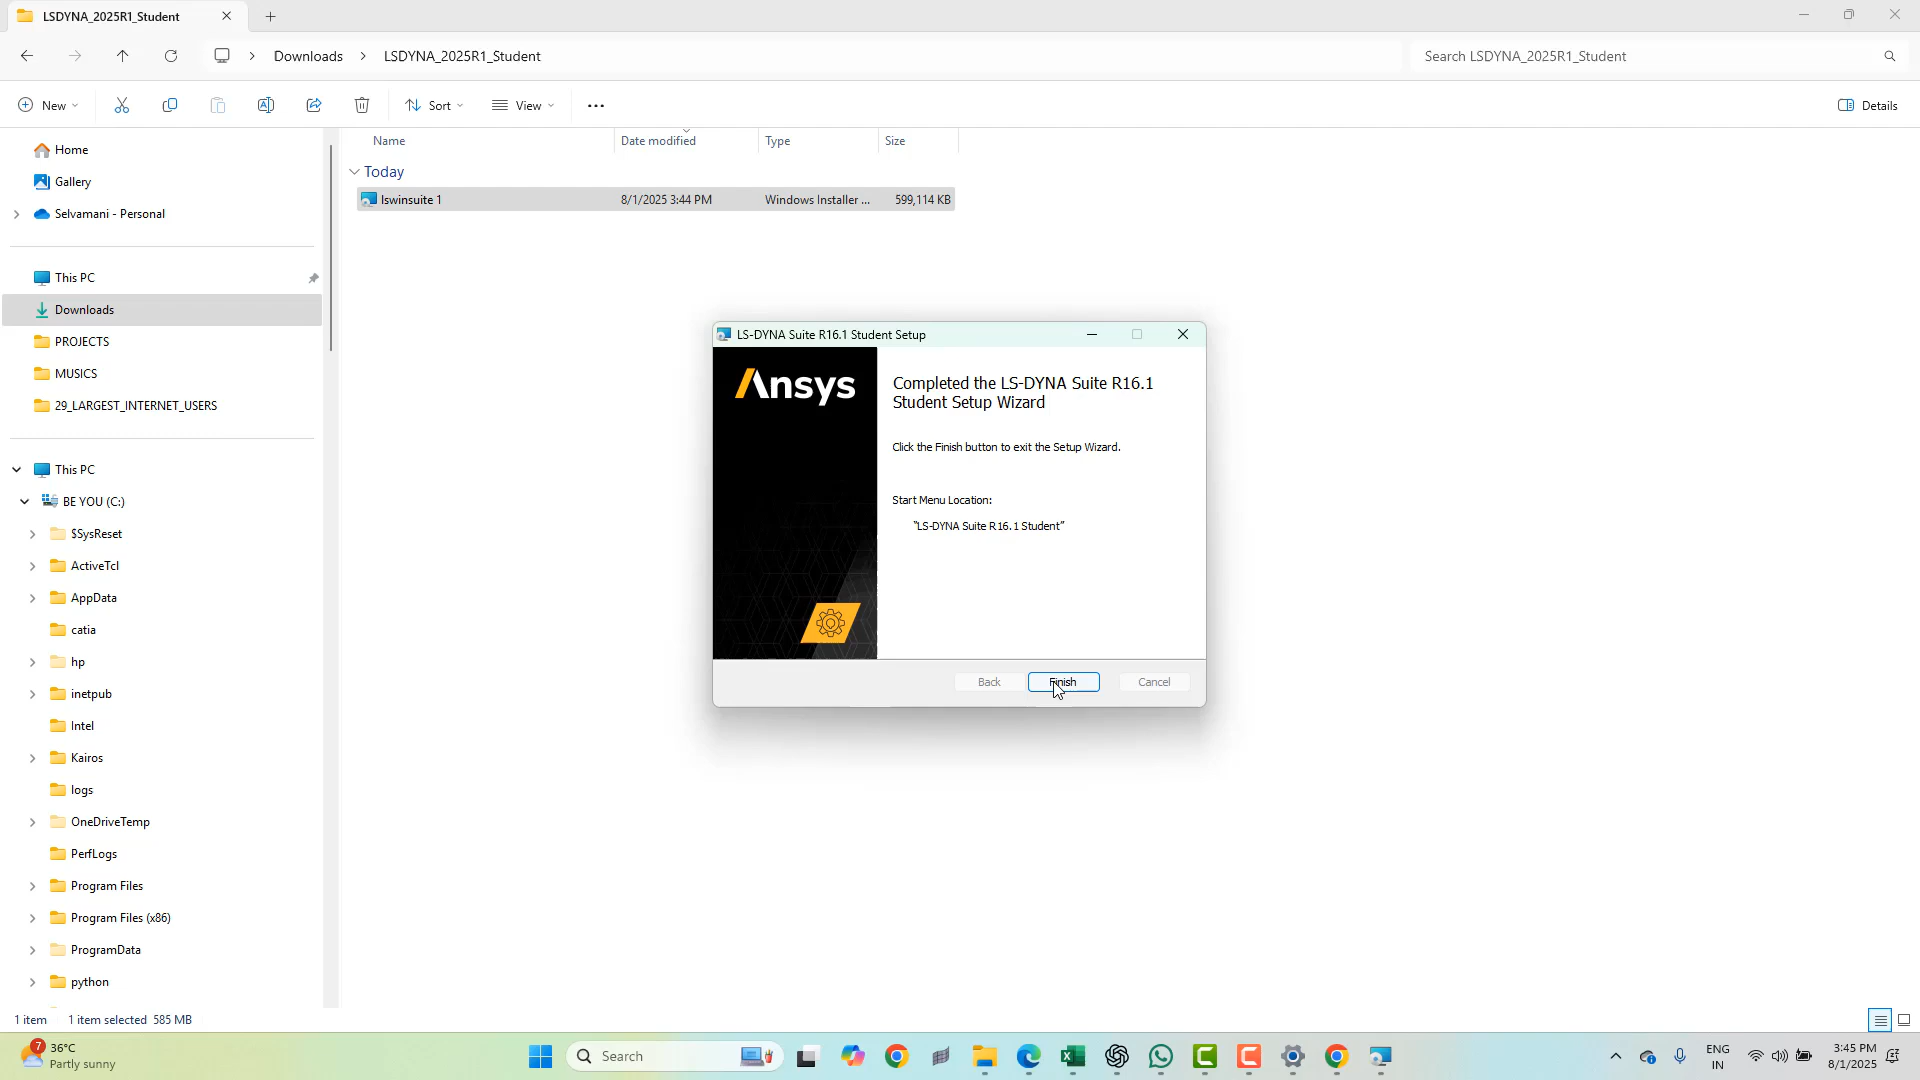 LSDYNA_2025R1_Student
Downloads
LSDYNA_2025R1_Student
Search LSDYNA_2025R1_Student
New
Sort
View
Details
Name
Date modified
Type
Size
Home
Gallery
Selvamani - Personal
This PC
Downloads
PROJECTS
MUSICS
29_LARGEST_INTERNET_USERS
This PC
BE YOU (C:)
$SysReset
ActiveTcl
AppData
catia
hp
inetpub
Intel
Kairos
logs
OneDriveTemp
PerfLogs
Program Files
Program Files (x86)
ProgramData
python
Today
lswinsuite 1
8/1/2025 3:44 PM
Windows Installer ...
599,114 KB
LS-DYNA Suite R16.1 Student Setup
Ansys
Completed the LS-DYNA Suite R16.1
Student Setup Wizard
Click the Finish button to exit the Setup Wizard.
Start Menu Location:
"LS-DYNA Suite R16.1 Student"
Back
Finish
Cancel
1 item
1 item selected 585 MB
7
36°C
Partly sunny
Search
ENG
IN
3:45 PM
8/1/2025